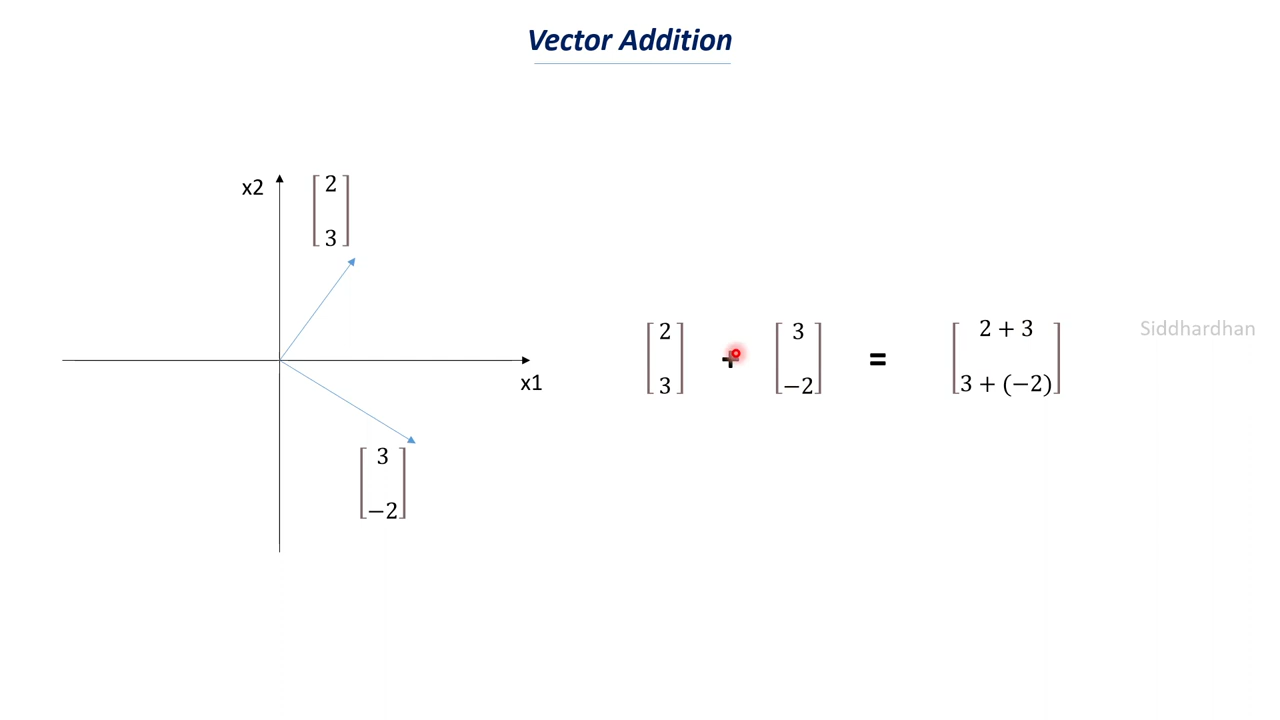 Vector Addition
x2
2
3
x1
3
−2
2
3
+
3
−2
=
2 + 3
3 + (−2)
Siddhardhan